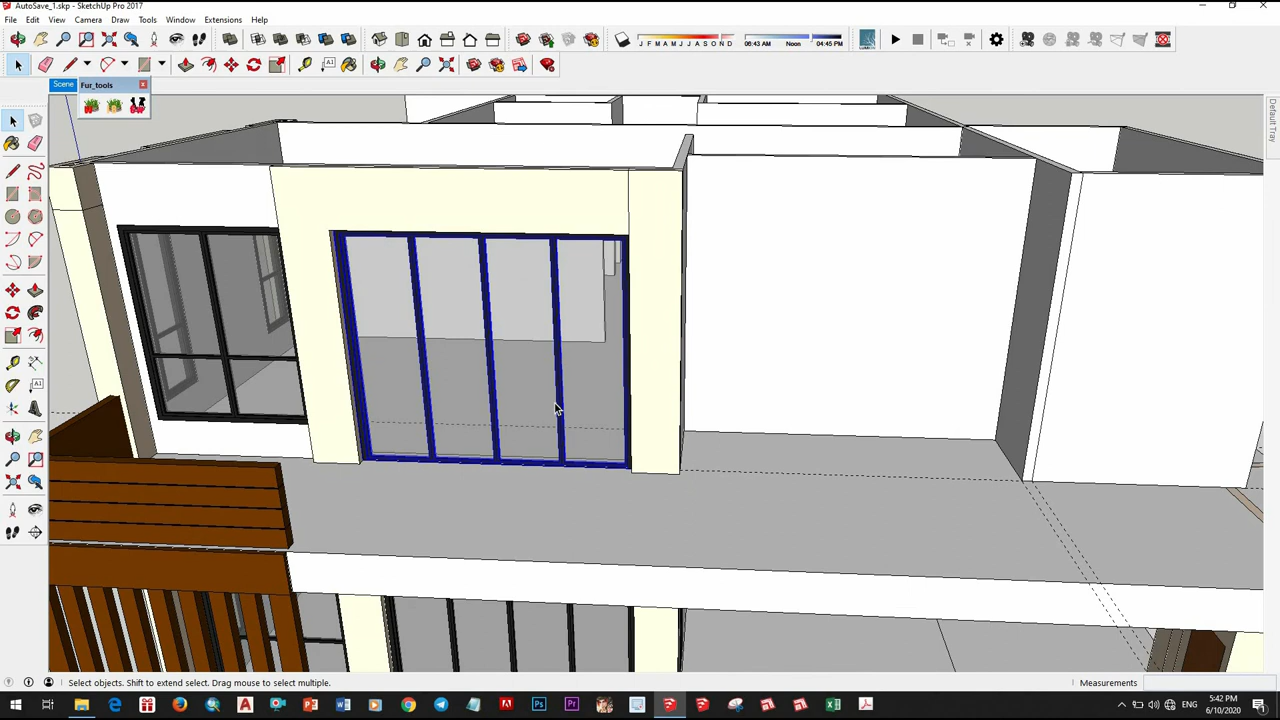 AutoSave_1.skp - SketchUp Pro 2017
File Edit View Camera Draw Tools Window Extensions Help
J F M A M J J A S O N D
06:43 AM Noon 04:45 PM
Scene
Fur_tools
Default Tray
Select objects. Shift to extend select. Drag mouse to select multiple.
Measurements
5:42 PM
6/10/2020